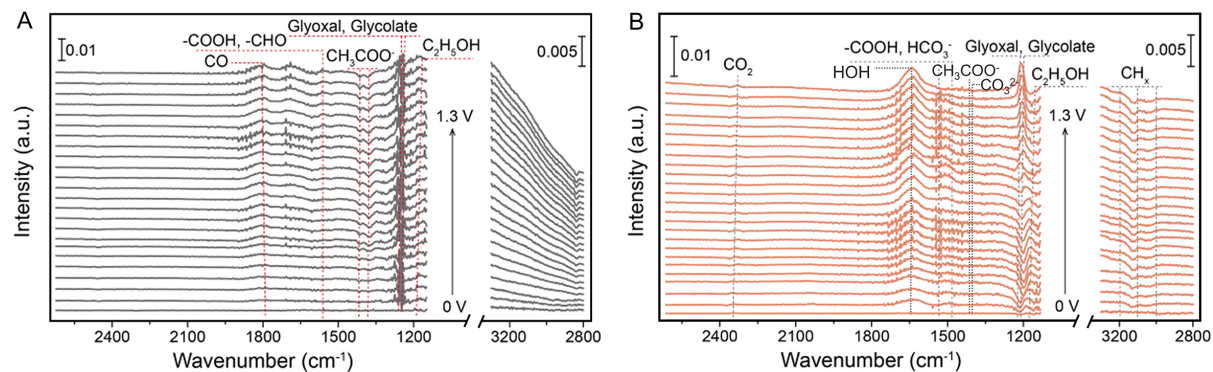 A
Glyoxal, Glycolate
0.01
-COOH, -CHO
CO
CH₃COO⁻
C₂H₅OH
0.005
1.3 V
0 V
Intensity (a.u.)
2400 2100 1800 1500 1200 3200 2800
Wavenumber (cm⁻¹)
B
0.01
-COOH, HCO₃⁻
Glyoxal, Glycolate
0.005
CO₂
HOH
CH₃COO⁻
CO₃²⁻
C₂H₅OH
CHₓ
1.3 V
0 V
Intensity (a.u.)
2400 2100 1800 1500 1200 3200 2800
Wavenumber (cm⁻¹)